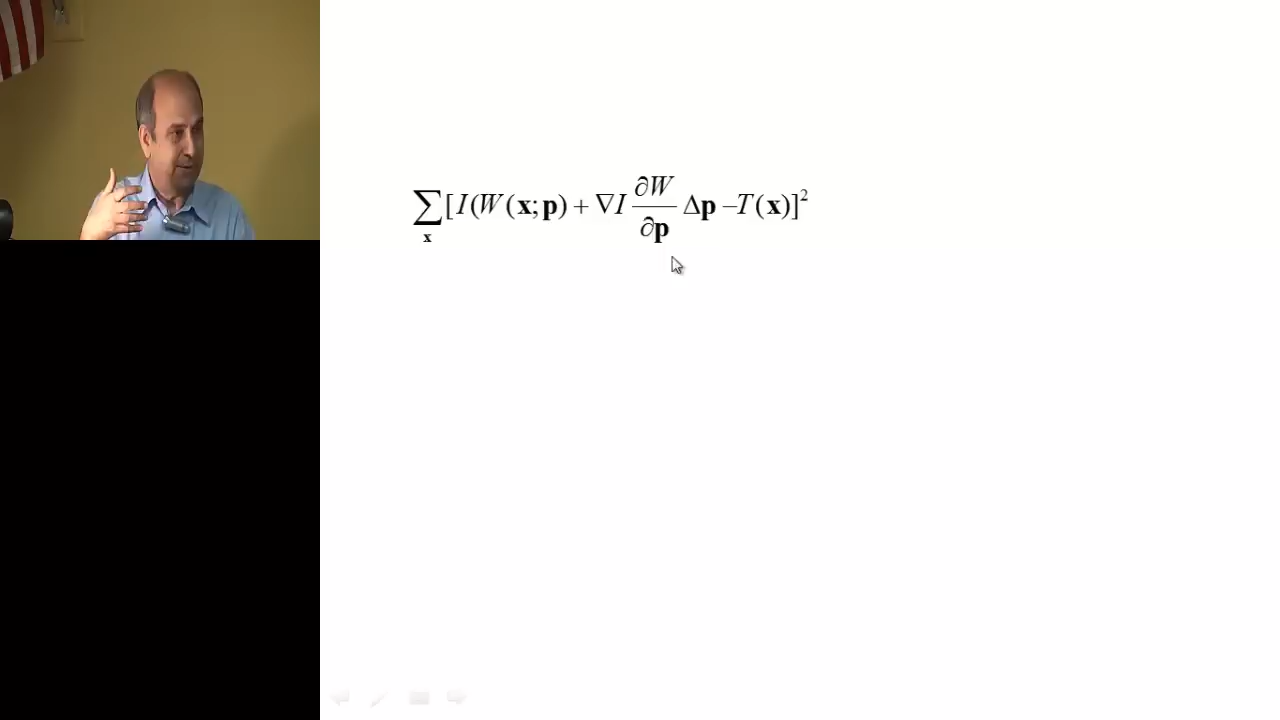 ∑ₓ[I(W(x;p) + ∇I ∂W/∂p Δp – T(x)]²